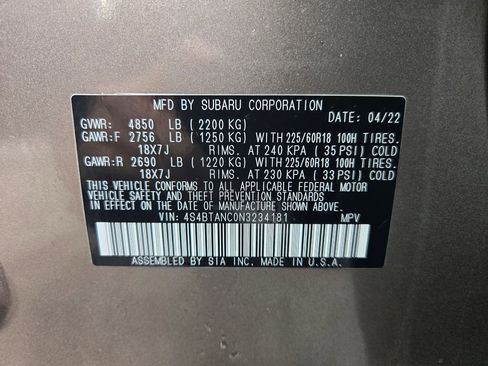 MFD BY SUBARU CORPORATION DATE: 04/22
GVWR: 4850 LB (2200 KG)
GAWR:F 2756 LB (1250 KG) WITH 225/60R18 100H TIRES.
18X7J RIMS. AT 240 KPA (35 PSI) COLD
GAWR:R 2690 LB (1220 KG) WITH 225/60R18 100H TIRES.
18X7J RIMS. AT 230 KPA (33 PSI) COLD
THIS VEHICLE CONFORMS TO ALL APPLICABLE FEDERAL MOTOR
VEHICLE SAFETY, BUMPER, AND THEFT PREVENTION
STANDARDS IN EFFECT ON THE DATE OF MANUFACTURE SHOWN ABOVE.
VIN: 4S4BTANC0N3234181 MPV
ASSEMBLED BY SIA INC. MADE IN U.S.A.